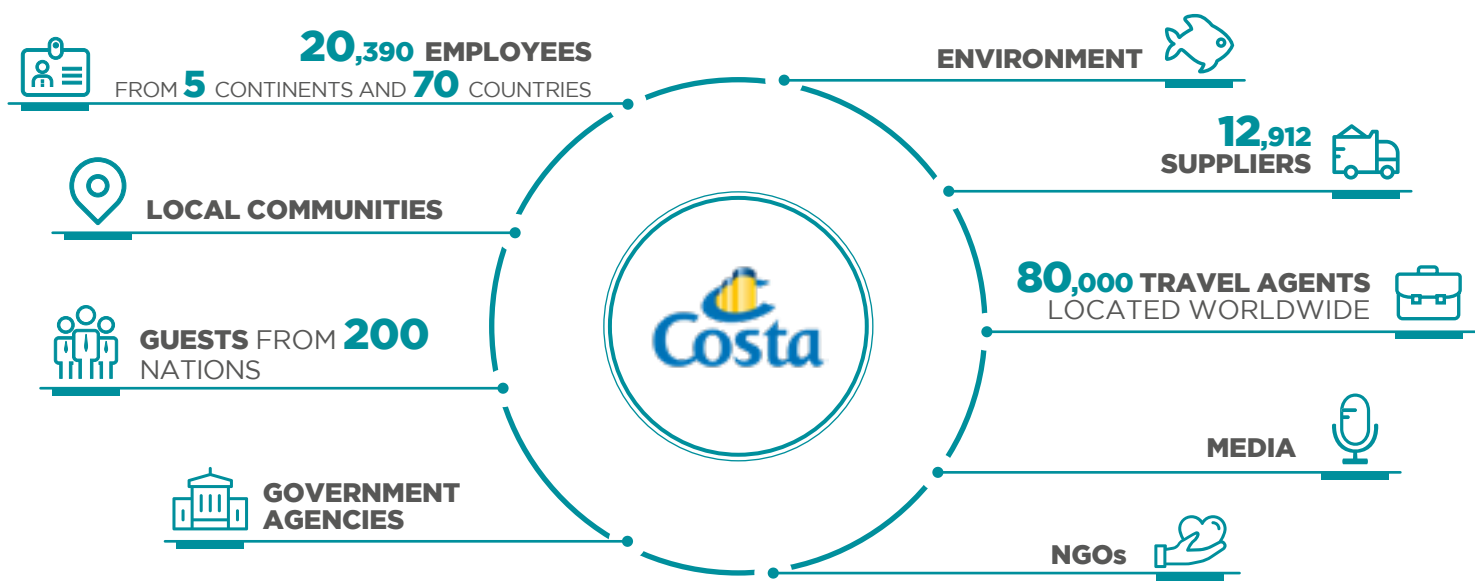 20,390 EMPLOYEES
FROM 5 CONTINENTS AND 70 COUNTRIES
LOCAL COMMUNITIES
GUESTS FROM 200
NATIONS
GOVERNMENT
AGENCIES
Costa
ENVIRONMENT
12,912
SUPPLIERS
80,000 TRAVEL AGENTS
LOCATED WORLDWIDE
MEDIA
NGOs